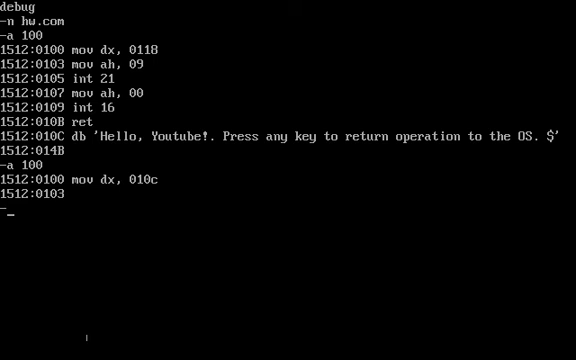 debug
-n hw.com
-a 100
1512:0100 mov dx, 0118
1512:0103 mov ah, 09
1512:0105 int 21
1512:0107 mov ah, 00
1512:0109 int 16
1512:010B ret
1512:010C db 'Hello, Youtube!. Press any key to return operation to the OS. $'
1512:014B
-a 100
1512:0100 mov dx, 010c
1512:0103
-_